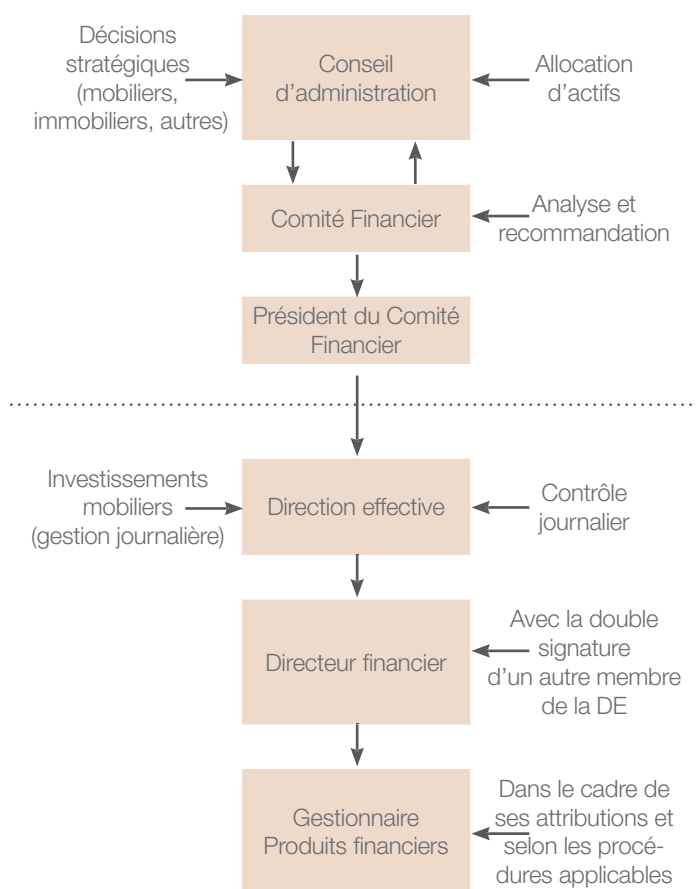 Décisions
stratégiques
(mobiliers,
immobiliers, autres)
Conseil
d'administration
Allocation
d'actifs
Comité Financier
Analyse et
recommandation
Président du Comité
Financier
Investissements
mobiliers
(gestion journalière)
Direction effective
Contrôle
journalier
Directeur financier
Avec la double
signature
d'un autre membre
de la DE
Gestionnaire
Produits financiers
Dans le cadre de
ses attributions et
selon les procé-
dures applicables